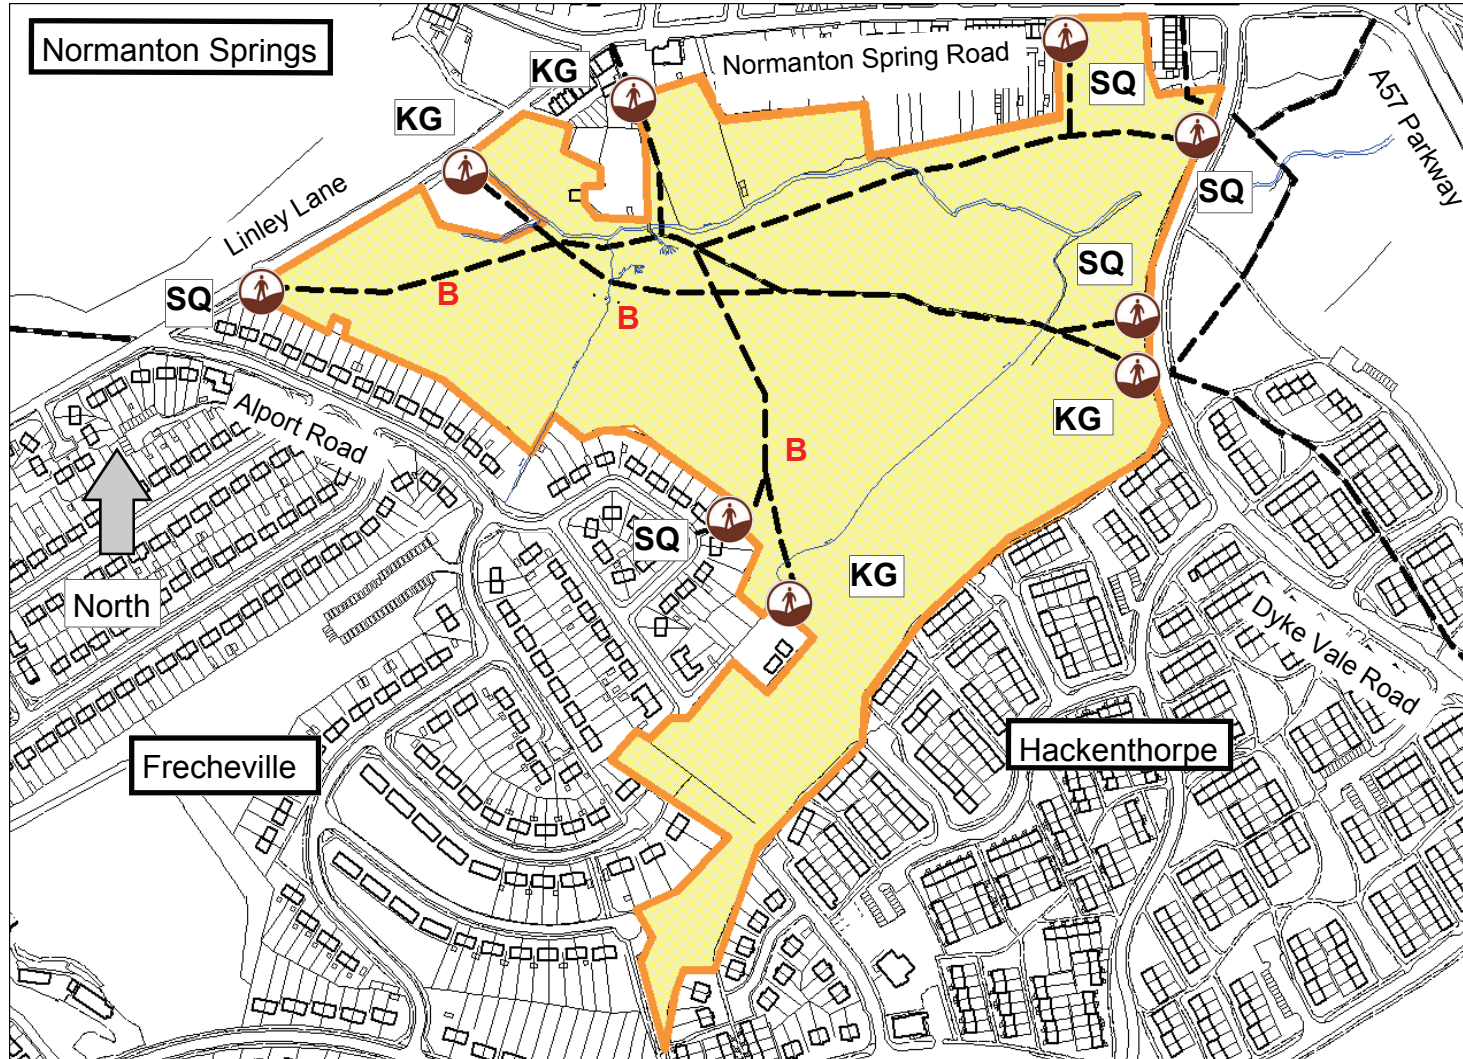 Normanton Springs
KG
Normanton Spring Road
SQ
KG
A57 Parkway
SQ
Linley Lane
SQ
SQ
B
B
KG
Alport Road
B
SQ
KG
North
Dyke Vale Road
Frecheville
Hackenthorpe